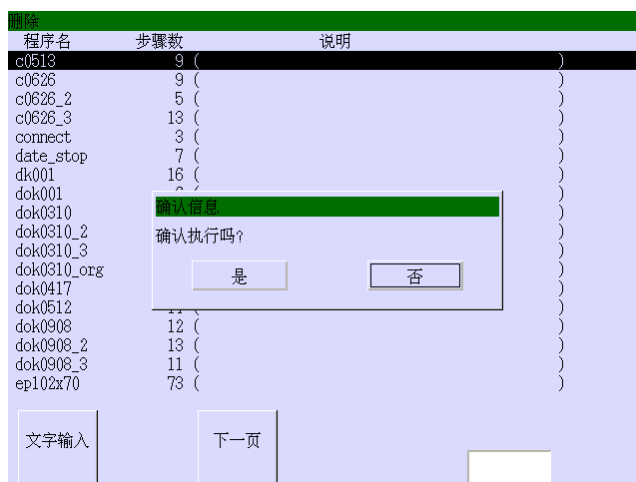 删除
程序名 步骤数 说明
c0513 9 ( )
c0626 9 ( )
c0626_2 5 ( )
c0626_3 13 ( )
connect 3 ( )
date_stop 7 ( )
dk001 16 ( )
dok001 ( )
dok0310 )
dok0310_2 )
dok0310_3 )
dok0310_org )
dok0417 )
dok0512 ( )
dok0908 12 ( )
dok0908_2 13 ( )
dok0908_3 11 ( )
ep102x70 73 ( )
确认信息
确认执行吗?
是 否
文字输入 下一页